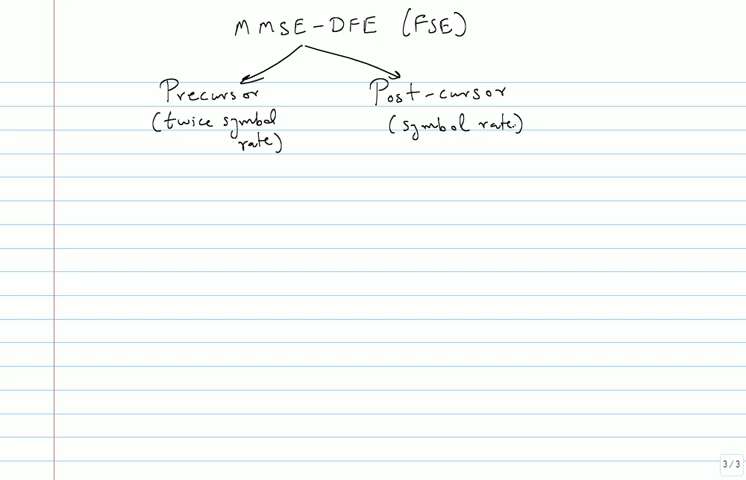 MMSE-DFE (FSE)
Precursor Post-cursor
(twice symbol rate) (symbol rate)
3/3